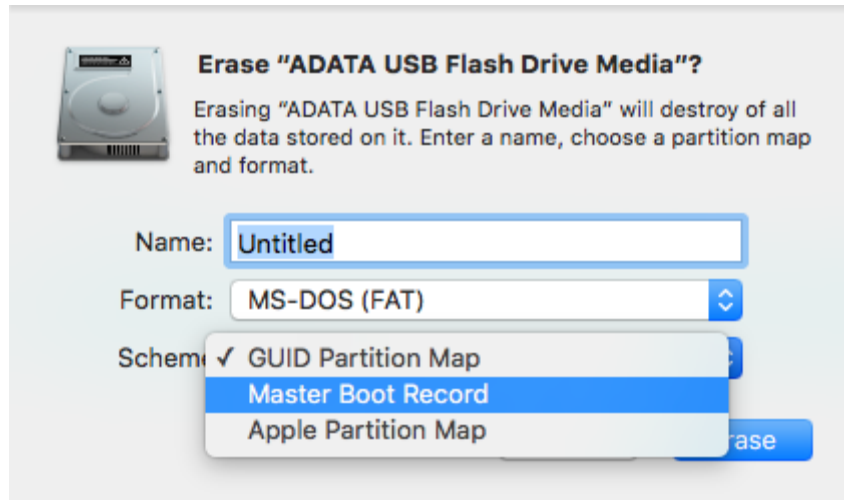 Erase “ADATA USB Flash Drive Media”?
Erasing “ADATA USB Flash Drive Media” will destroy of all
the data stored on it. Enter a name, choose a partition map
and format.
Name: Untitled
Format: MS-DOS (FAT)
Scheme ✓ GUID Partition Map
Master Boot Record
Apple Partition Map
rase